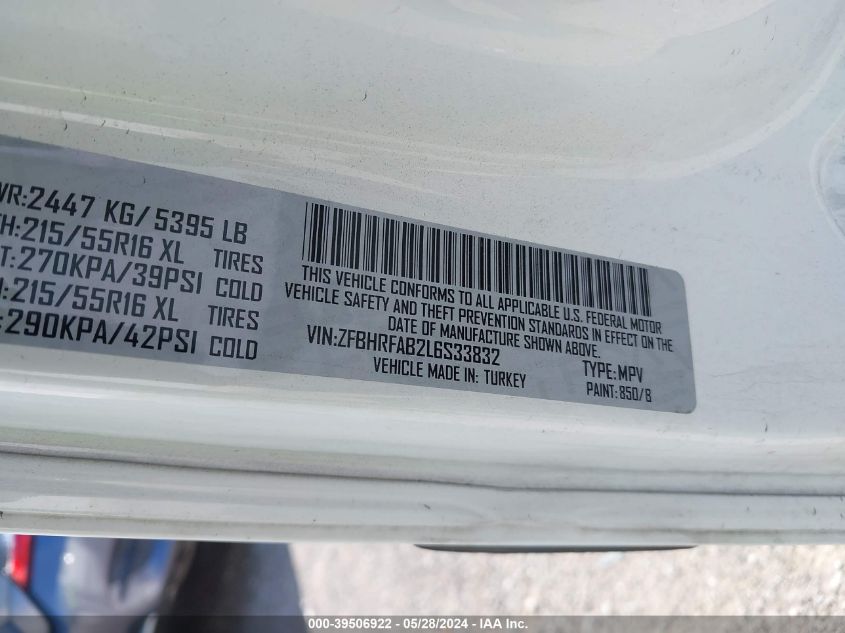 WR:2447 KG/5395 LB
TH:215/55R16 XL TIRES
T:270KPA/39PSI COLD
:215/55R16 XL TIRES
:290KPA/42PSI COLD
THIS VEHICLE CONFORMS TO ALL APPLICABLE U.S. FEDERAL MOTOR
VEHICLE SAFETY AND THEFT PREVENTION STANDARDS IN EFFECT ON THE
DATE OF MANUFACTURE SHOWN ABOVE.
VIN:ZFBHRFAB2L6S33832
TYPE:MPV
VEHICLE MADE IN: TURKEY
PAINT:850/B
000-39506922 - 05/28/2024 - IAA Inc.